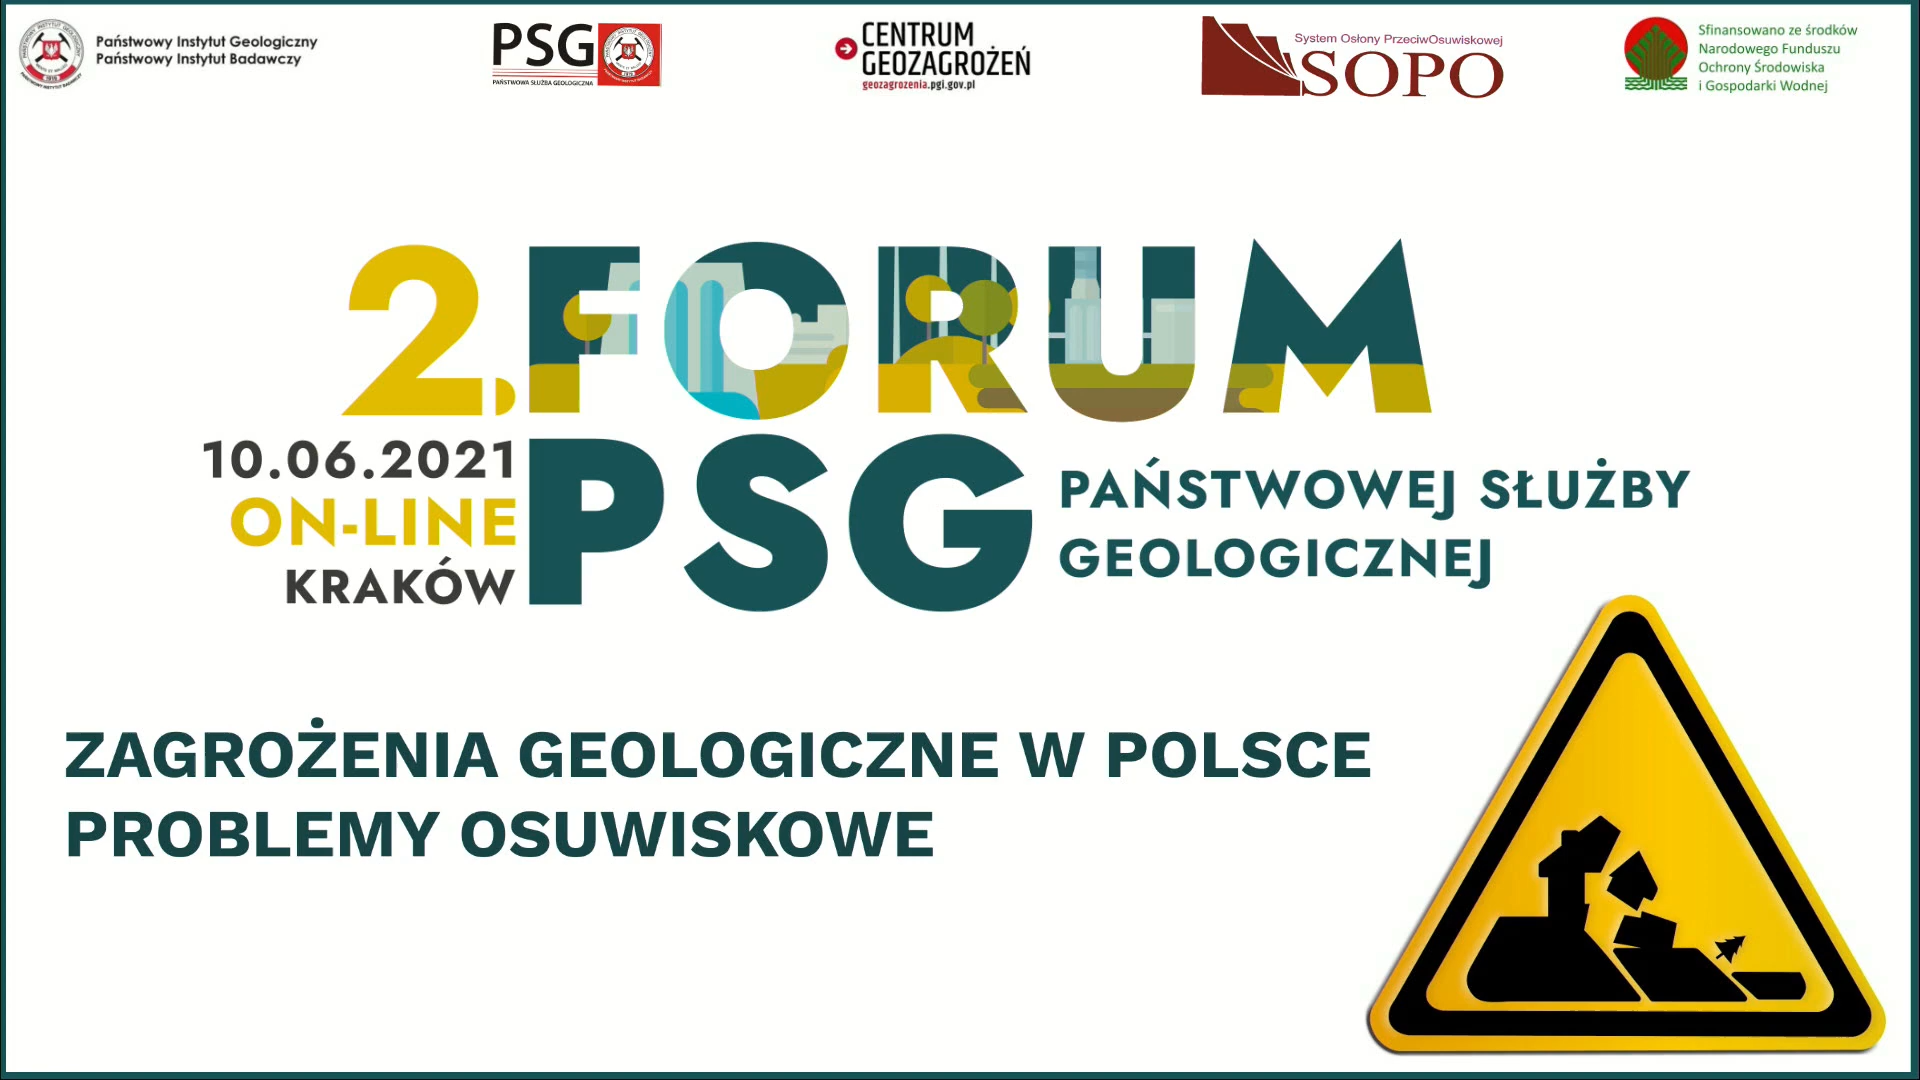 Państwowy Instytut Geologiczny
Państwowy Instytut Badawczy
PSG
PAŃSTWOWA SŁUŻBA GEOLOGICZNA
CENTRUM
GEOZAGROŻEŃ
geozagrozenia.pgi.gov.pl
System Osłony PrzeciwOsuwiskowej
SOPO
Sfinansowano ze środków
Narodowego Funduszu
Ochrony Środowiska
i Gospodarki Wodnej
2. FORUM
10.06.2021
ON-LINE
KRAKÓW
PSG
PAŃSTWOWEJ SŁUŻBY
GEOLOGICZNEJ
ZAGROŻENIA GEOLOGICZNE W POLSCE
PROBLEMY OSUWISKOWE